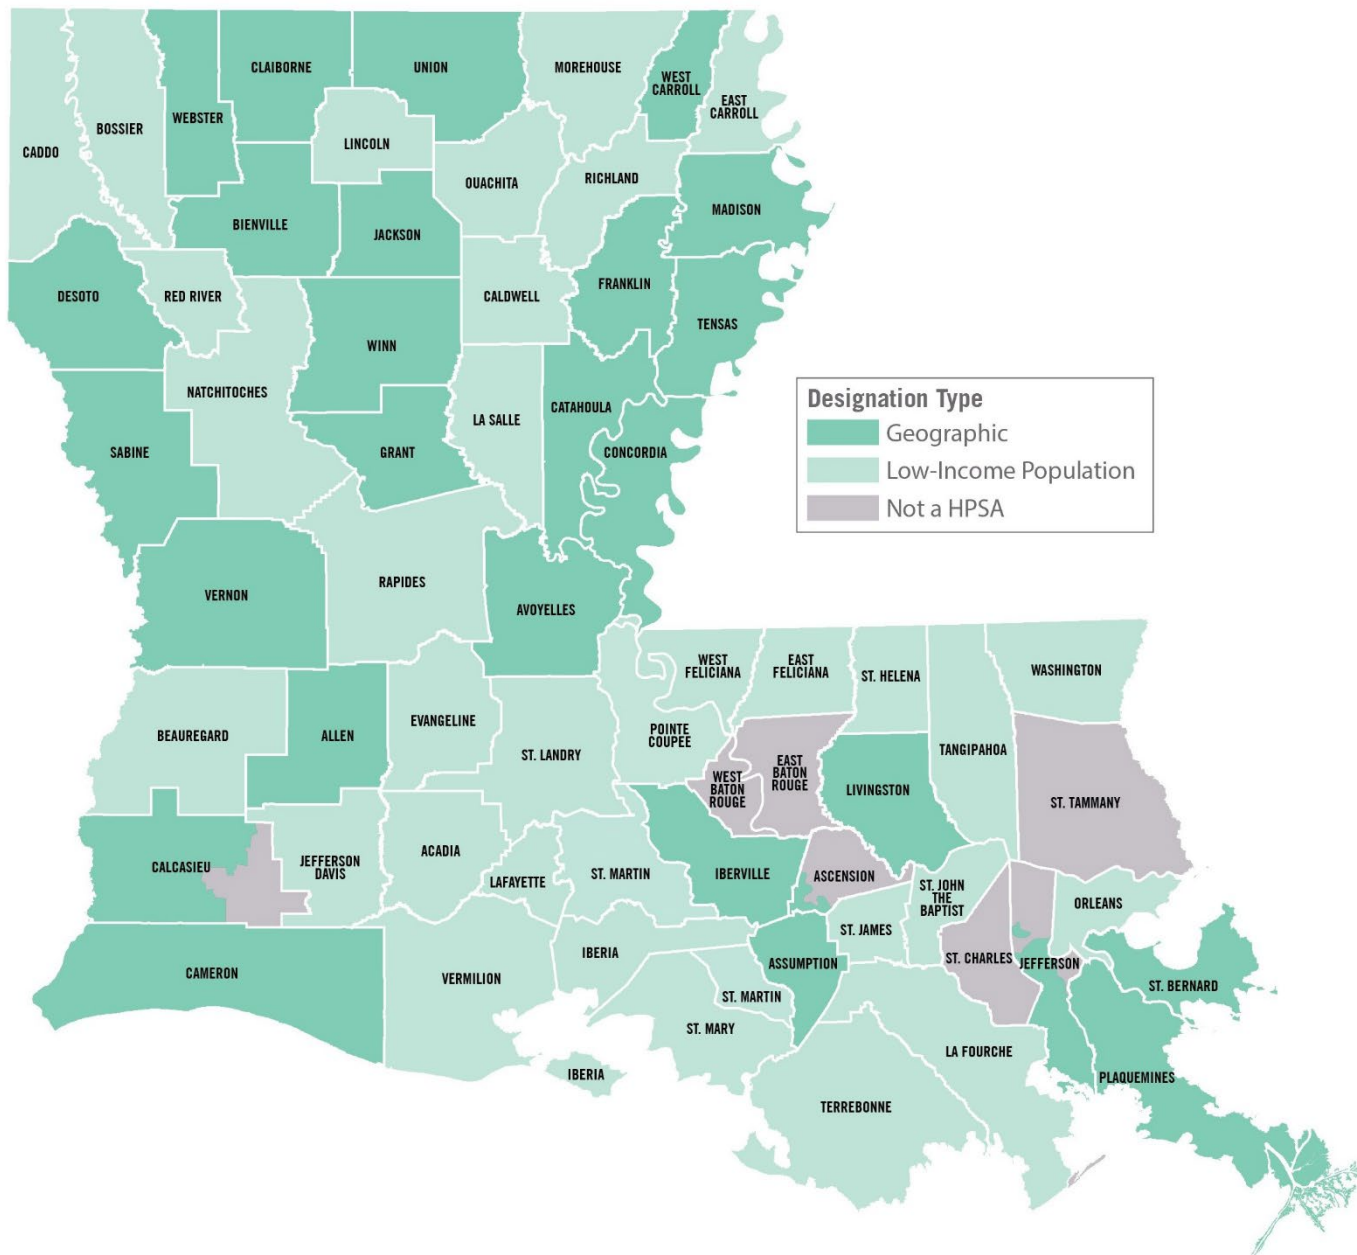 CLAIBORNE
UNION
MOREHOUSE
WEST
CARROLL
EAST
CARROLL
WEBSTER
BOSSIER
CADDO
LINCOLN
OUACHITA
RICHLAND
MADISON
BIENVILLE
JACKSON
DESOTO
RED RIVER
CALDWELL
FRANKLIN
TENSAS
WINN
NATCHITOCHES
LA SALLE
CATAHOULA
CONCORDIA
SABINE
GRANT
Designation Type
Geographic
Low-Income Population
Not a HPSA
VERNON
RAPIDES
AVOYELLES
WEST
FELICIANA
EAST
FELICIANA
ST. HELENA
WASHINGTON
BEAUREGARD
ALLEN
EVANGELINE
ST. LANDRY
POINTE
COUPEE
TANGIPAHOA
WEST
BATON
ROUGE
EAST
BATON
ROUGE
LIVINGSTON
ST. TAMMANY
CALCASIEU
JEFFERSON
DAVIS
ACADIA
LAFAYETTE
ST. MARTIN
IBERVILLE
ASCENSION
ST. JOHN
THE
BAPTIST
ORLEANS
ST. JAMES
CAMERON
VERMILION
IBERIA
ASSUMPTION
ST. CHARLES
JEFFERSON
ST. BERNARD
ST. MARTIN
ST. MARY
LA FOURCHE
IBERIA
TERREBONNE
PLAQUEMINES